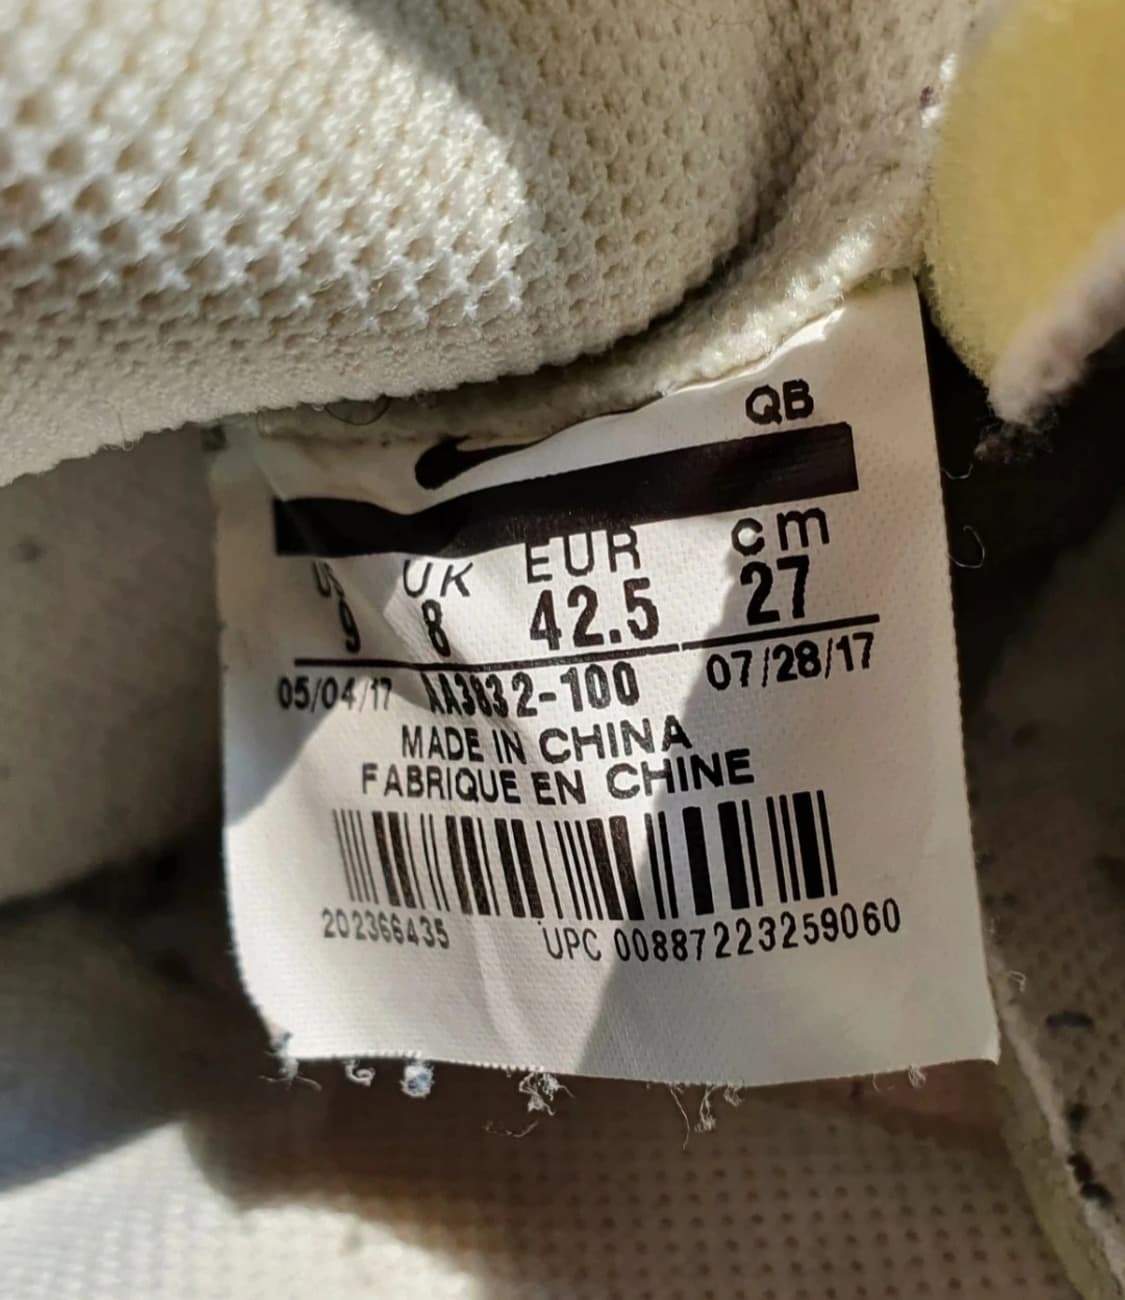 QB
US UK EUR cm
9 8 42.5 27
05/04/17 AA3832-100 07/28/17
MADE IN CHINA
FABRIQUE EN CHINE
202366435 UPC 00887223259060